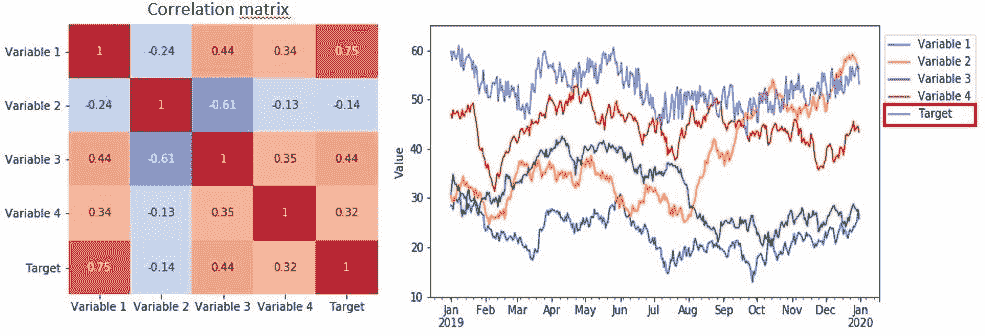 Correlation matrix
Variable 1 1 -0.24 0.44 0.34 0.75
Variable 2 -0.24 1 -0.61 -0.13 -0.14
Variable 3 0.44 -0.61 1 0.35 0.44
Variable 4 0.34 -0.13 0.35 1 0.32
Target 0.75 -0.14 0.44 0.32 1
Variable 1 Variable 2 Variable 3 Variable 4 Target
Value
60
50
40
30
20
10
Jan Feb Mar Apr May Jun Jul Aug Sep Oct Nov Dec Jan
2019 2020
Variable 1
Variable 2
Variable 3
Variable 4
Target